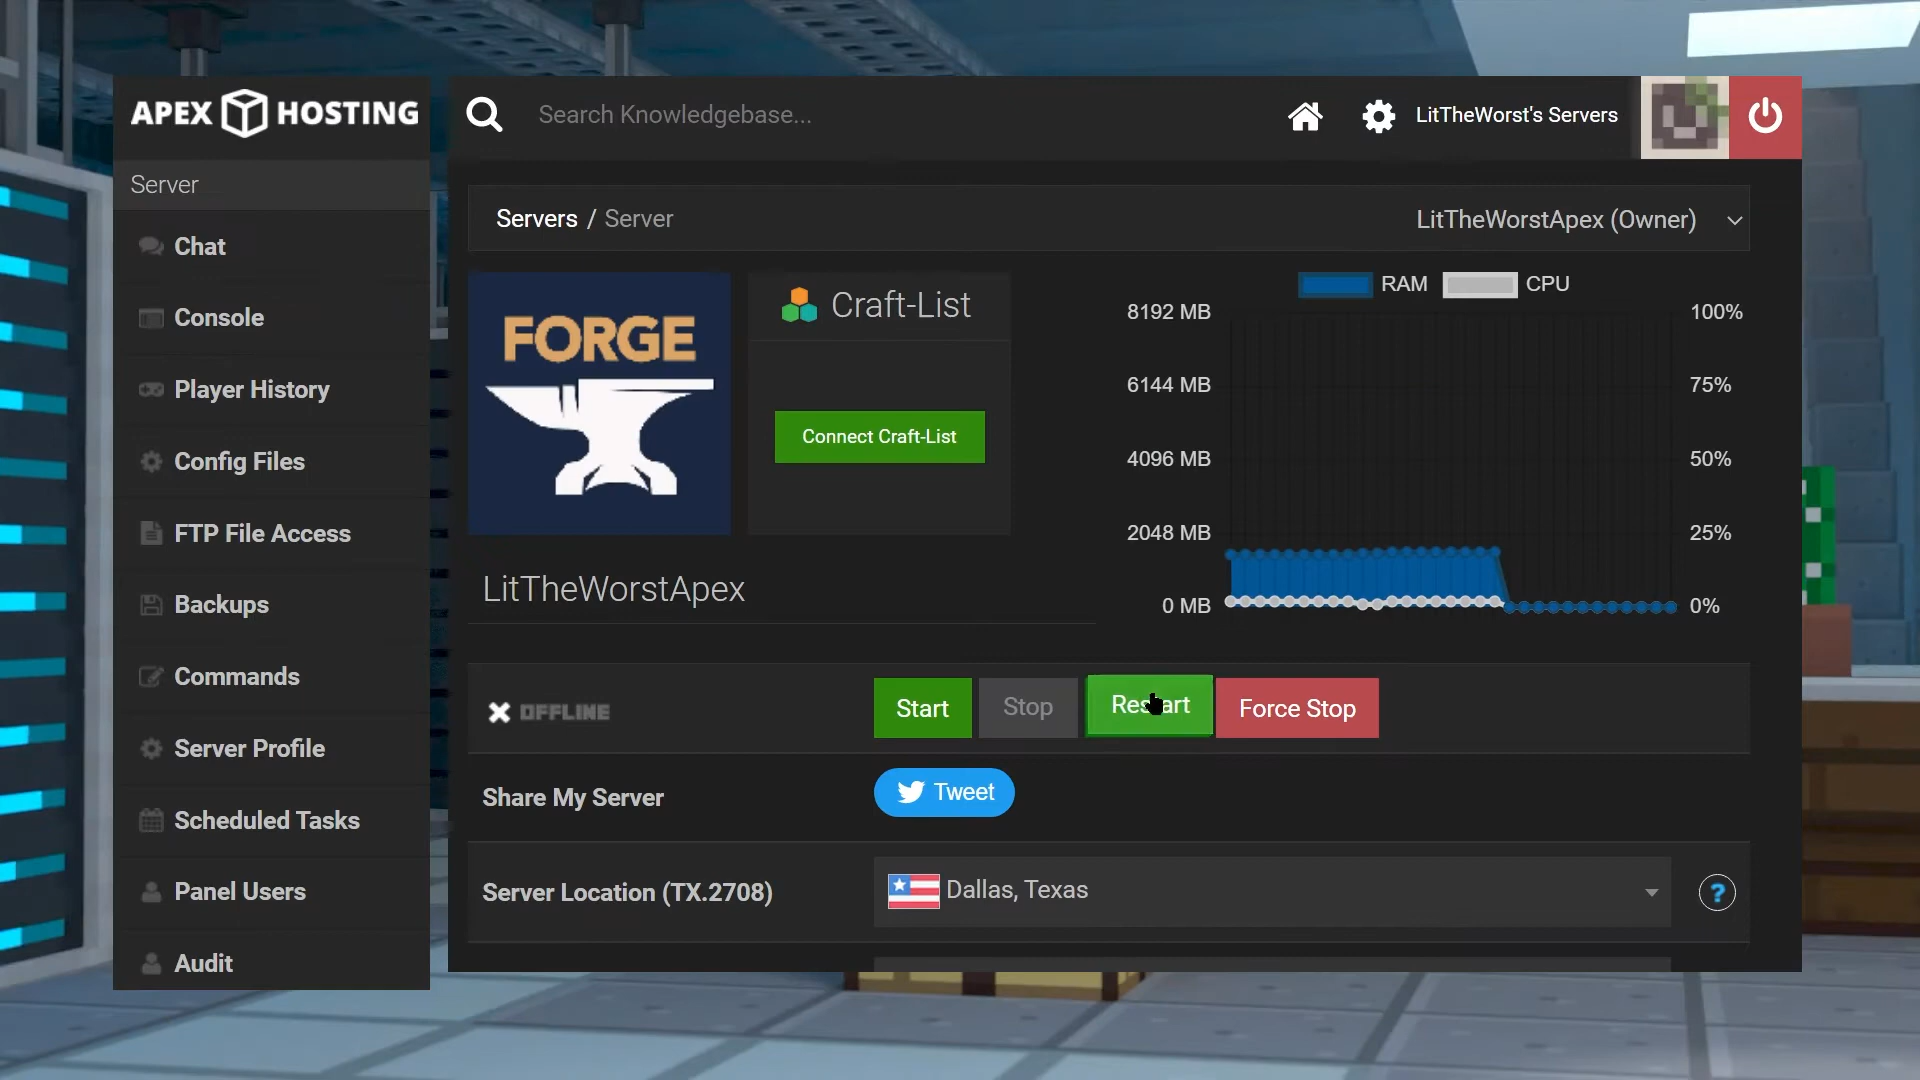 APEX HOSTING
Search Knowledgebase...
LitTheWorst's Servers
Server
Chat
Console
Player History
Config Files
FTP File Access
Backups
Commands
Server Profile
Scheduled Tasks
Panel Users
Audit
Servers / Server
LitTheWorstApex (Owner)
FORGE
Craft-List
Connect Craft-List
LitTheWorstApex
RAM CPU
8192 MB 100%
6144 MB 75%
4096 MB 50%
2048 MB 25%
0 MB 0%
OFFLINE
Start Stop Restart Force Stop
Share My Server
Tweet
Server Location (TX.2708)
Dallas, Texas
?